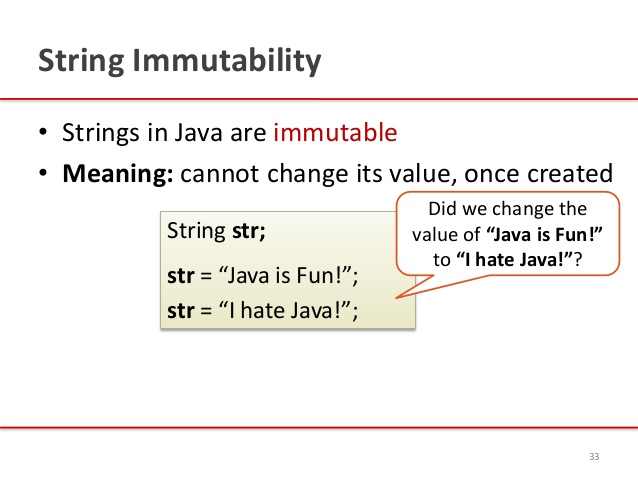 String Immutability
• Strings in Java are immutable
• Meaning: cannot change its value, once created
String str;
str = “Java is Fun!”;
str = “I hate Java!”;
Did we change the
value of “Java is Fun!”
to “I hate Java!”?
33